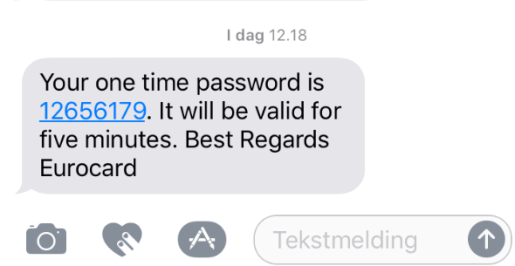 I dag 12.18
Your one time password is
12656179. It will be valid for
five minutes. Best Regards
Eurocard
Tekstmelding